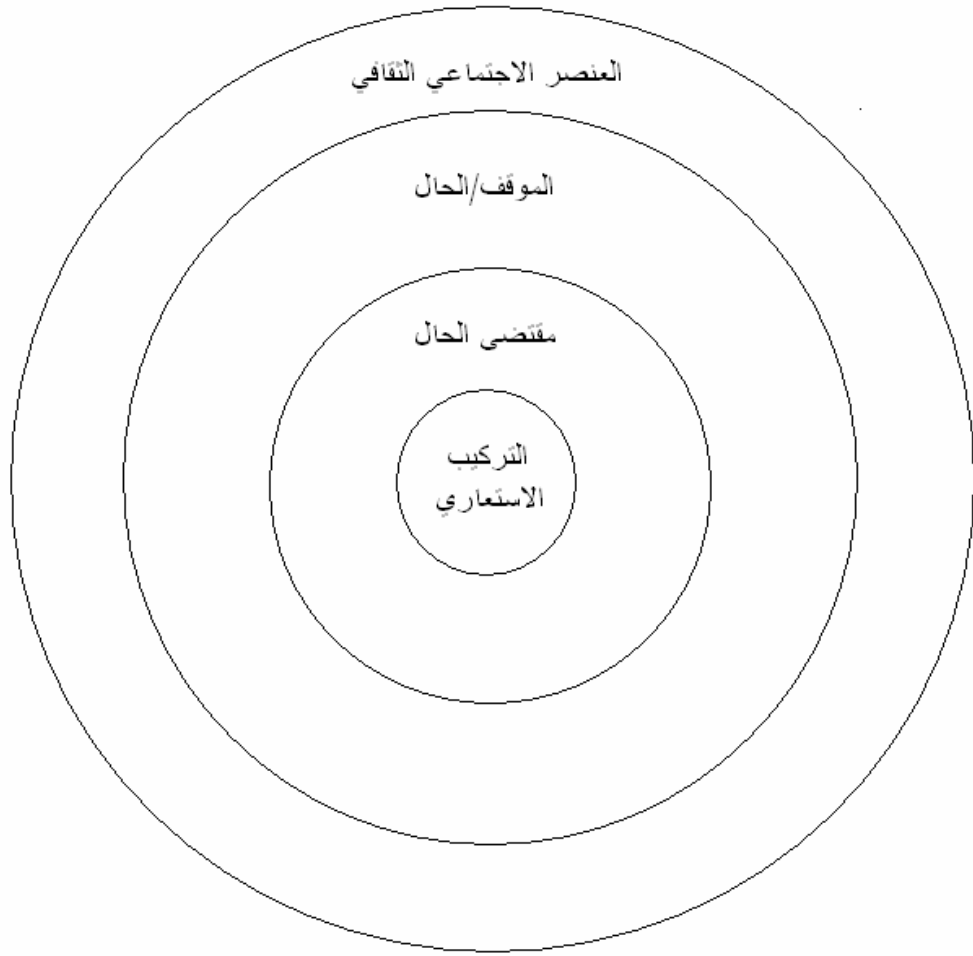 العنصر الاجتماعي الثقافي
الموقف/الحال
مقتضى الحال
التركيب
الاستعاري